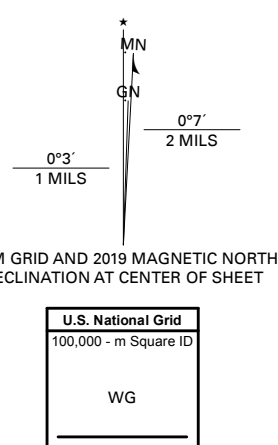 ★
MN
GN
0°7´
2 MILS
0°3´
1 MILS
M GRID AND 2019 MAGNETIC NORTH
ECLINATION AT CENTER OF SHEET
U.S. National Grid
100,000 - m Square ID
WG